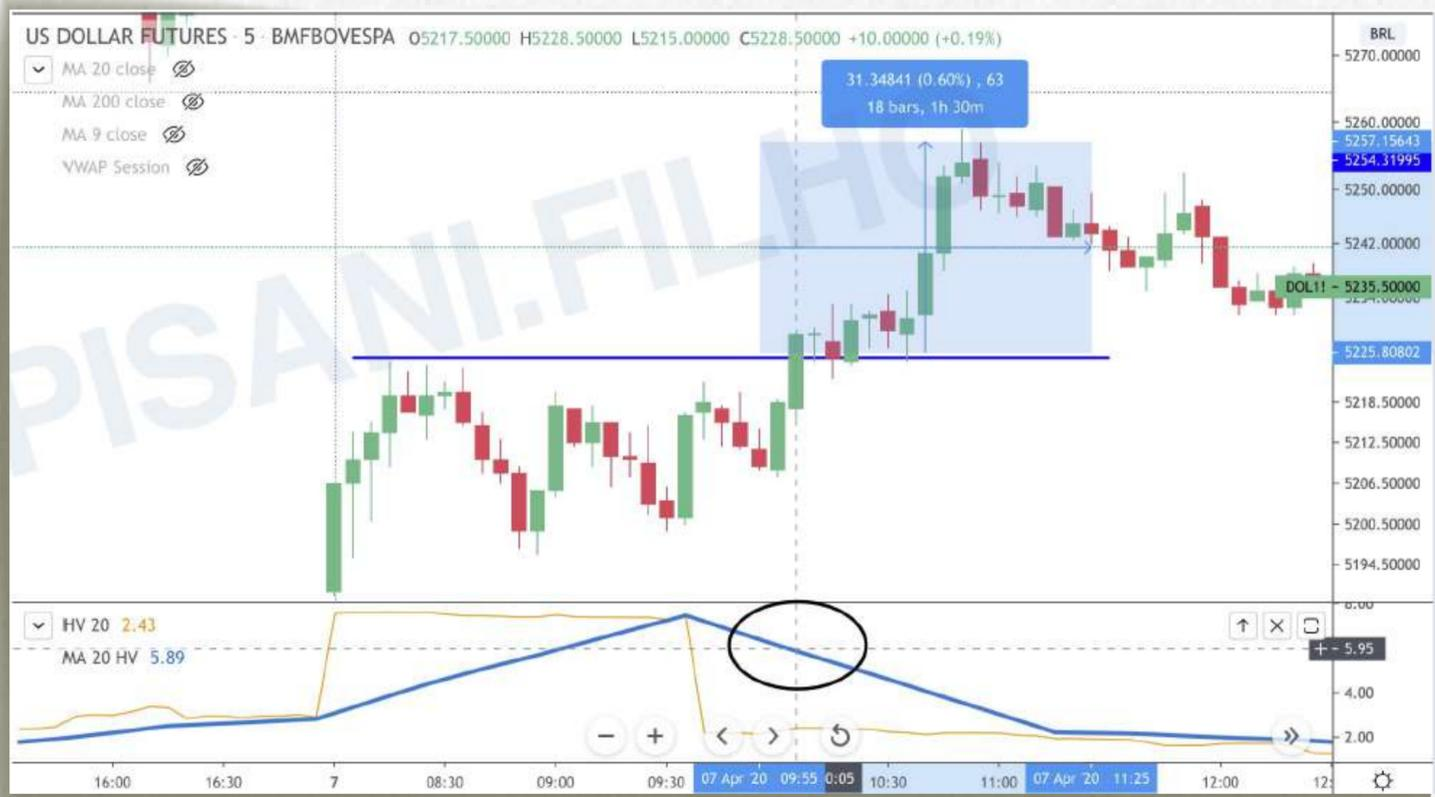 US DOLLAR FUTURES · 5 · BMFBOVESPA O5217.50000 H5228.50000 L5215.00000 C5228.50000 +10.00000 (+0.19%)
MA 20 close
MA 200 close
MA 9 close
VWAP Session
31.34841 (0.60%) , 63
18 bars, 1h 30m
PISANI.FILHO
BRL
5270.00000
5260.00000
5257.15643
5254.31995
5250.00000
5242.00000
DOL1! 5235.50000
5234.00000
5225.80802
5218.50000
5212.50000
5206.50000
5200.50000
5194.50000
HV 20 2.43
MA 20 HV 5.89
8.00
5.95
4.00
2.00
16:00 16:30 7 08:30 09:00 09:30 07 Apr 20 09:55 0:05 10:30 11:00 07 Apr 20 11:25 12:00 12: